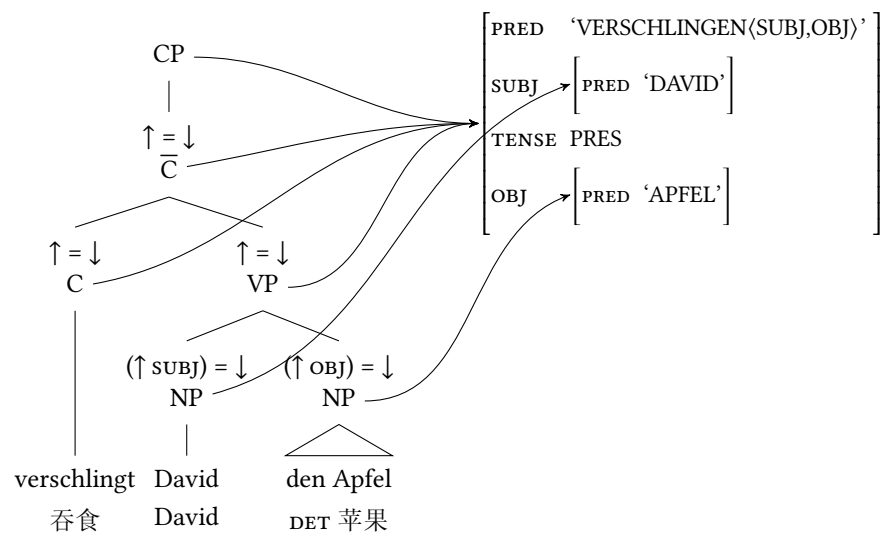 CP
↑ = ↓
C̅
↑ = ↓
C
↑ = ↓
VP
(↑ SUBJ) = ↓
NP
(↑ OBJ) = ↓
NP
verschlingt David den Apfel
吞食 David DET 苹果
PRED ‘VERSCHLINGEN⟨SUBJ,OBJ⟩’
SUBJ [PRED ‘DAVID’]
TENSE PRES
OBJ [PRED ‘APFEL’]